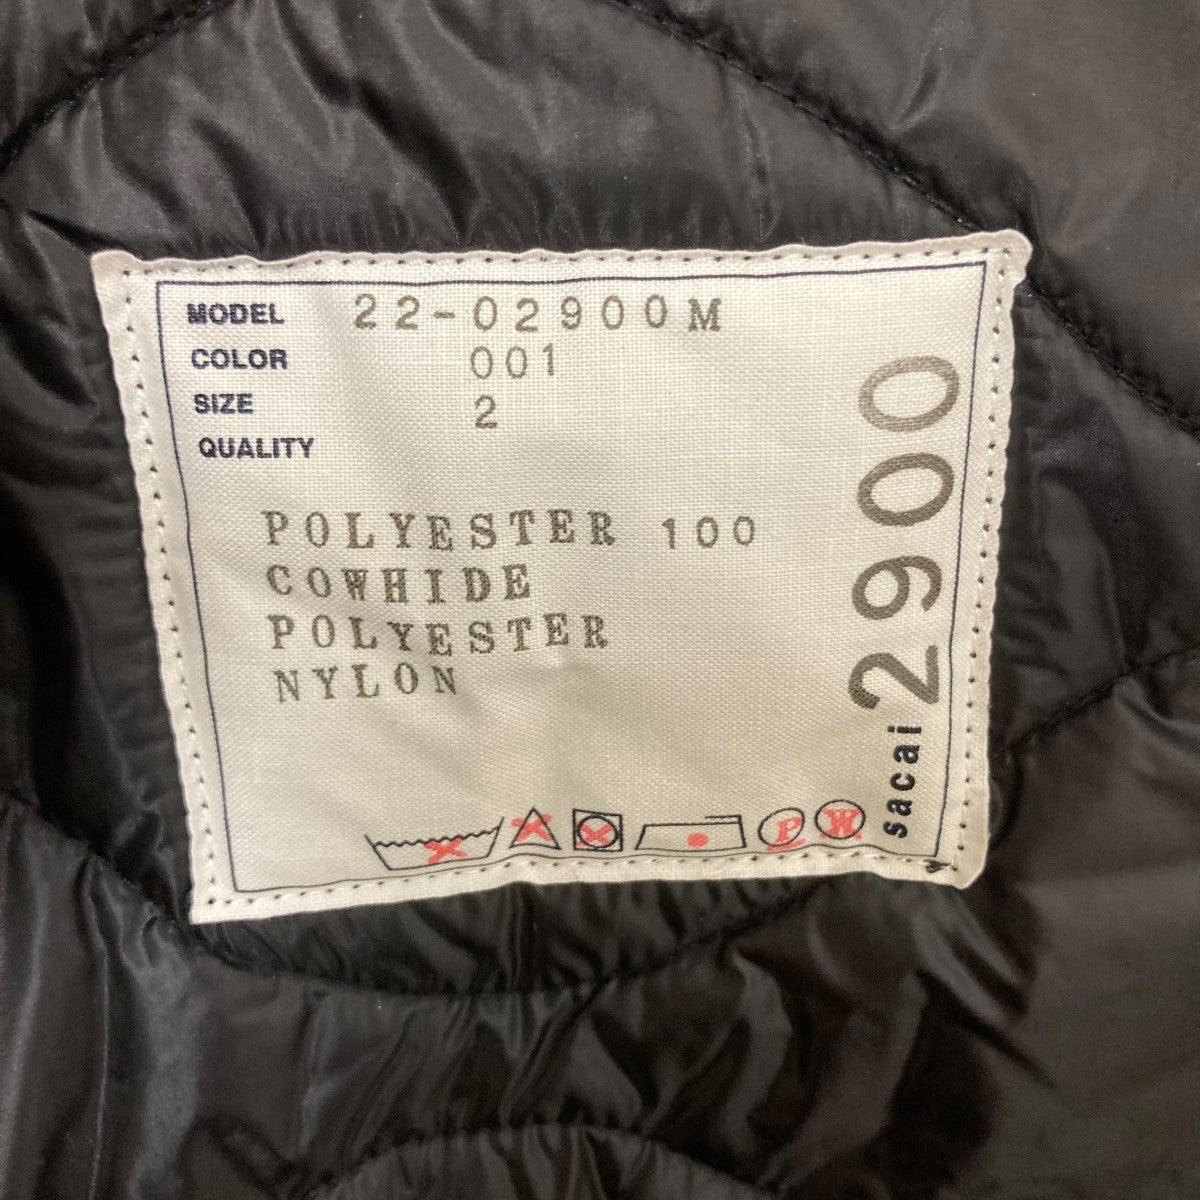 MODEL 22-02900M
COLOR 001
SIZE 2
QUALITY
POLYESTER 100
COWHIDE
POLYESTER
NYLON
sacai 2900
P W